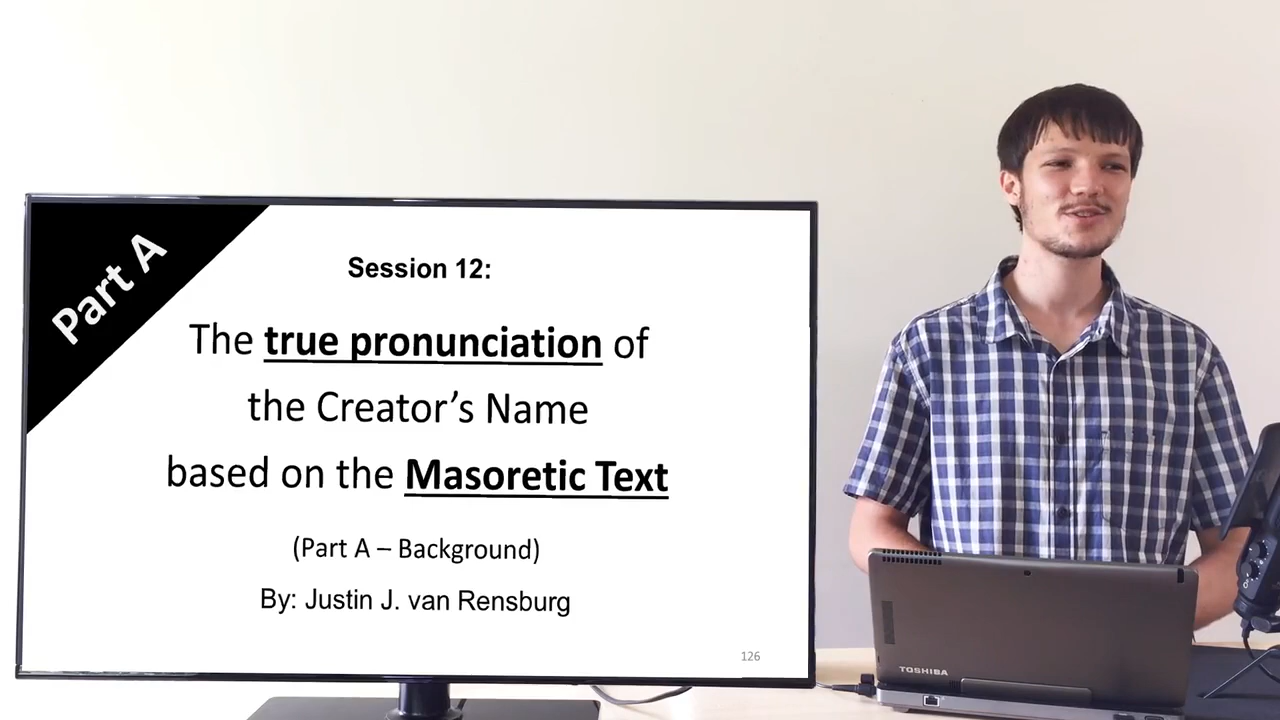 Part A
Session 12:
The true pronunciation of
the Creator’s Name
based on the Masoretic Text
(Part A – Background)
By: Justin J. van Rensburg
126
TOSHIBA